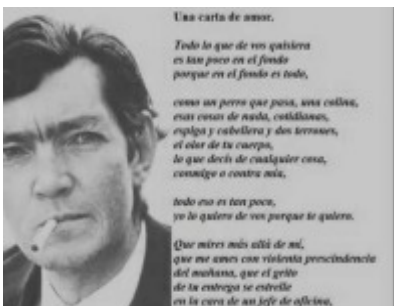 Una carta de amor.
Todo lo que de vos quisiera
es tan poco en el fondo
porque en el fondo es todo,
como un perro que pasa, una colina,
esas cosas de nada, cotidianas,
espiga y cabellera y dos terrones,
el olor de tu cuerpo,
lo que decís de cualquier cosa,
conmigo o contra mía,
todo eso es tan poco,
yo lo quiero de vos porque te quiero.
Que mires más allá de mí,
que me ames con violenta prescindencia
del mañana, que el grito
de tu entrega se estrelle
en la cara de un jefe de oficina,